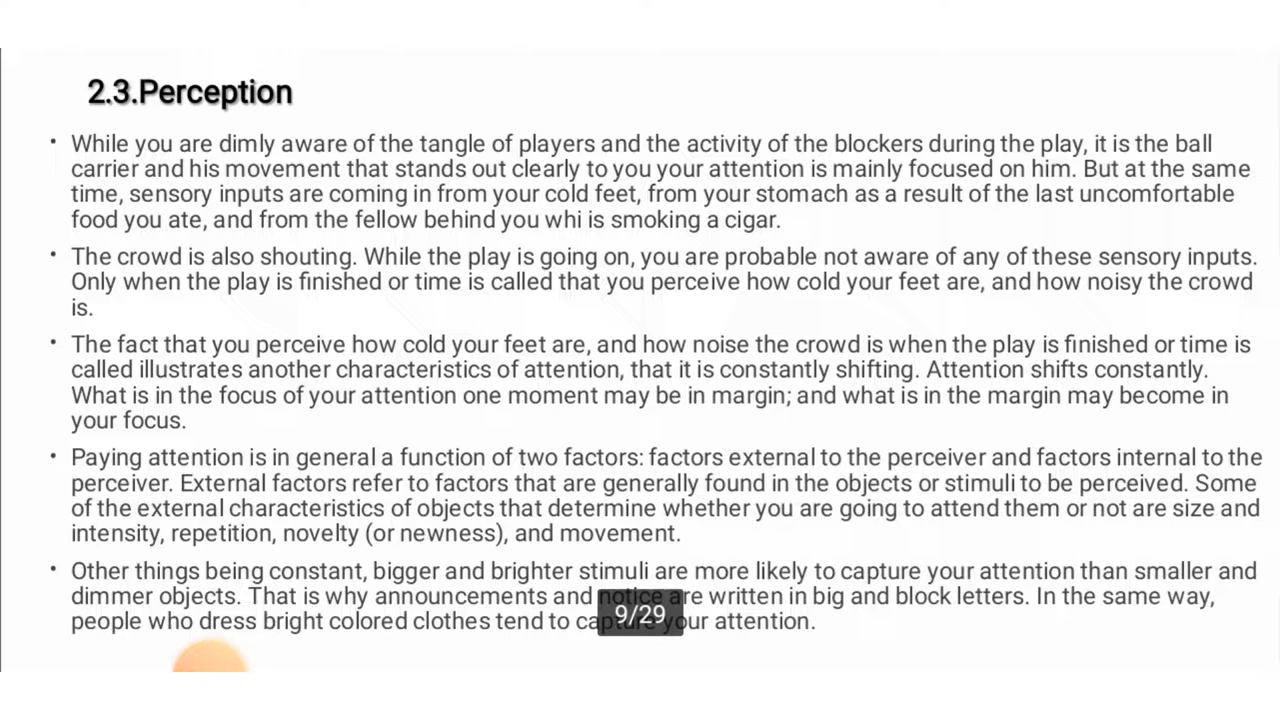 2.3.Perception
• While you are dimly aware of the tangle of players and the activity of the blockers during the play, it is the ball
carrier and his movement that stands out clearly to you your attention is mainly focused on him. But at the same
time, sensory inputs are coming in from your cold feet, from your stomach as a result of the last uncomfortable
food you ate, and from the fellow behind you whi is smoking a cigar.
• The crowd is also shouting. While the play is going on, you are probable not aware of any of these sensory inputs.
Only when the play is finished or time is called that you perceive how cold your feet are, and how noisy the crowd
is.
• The fact that you perceive how cold your feet are, and how noise the crowd is when the play is finished or time is
called illustrates another characteristics of attention, that it is constantly shifting. Attention shifts constantly.
What is in the focus of your attention one moment may be in margin; and what is in the margin may become in
your focus.
• Paying attention is in general a function of two factors: factors external to the perceiver and factors internal to the
perceiver. External factors refer to factors that are generally found in the objects or stimuli to be perceived. Some
of the external characteristics of objects that determine whether you are going to attend them or not are size and
intensity, repetition, novelty (or newness), and movement.
• Other things being constant, bigger and brighter stimuli are more likely to capture your attention than smaller and
dimmer objects. That is why announcements and notice are written in big and block letters. In the same way,
people who dress bright colored clothes tend to capture your attention.
9/29